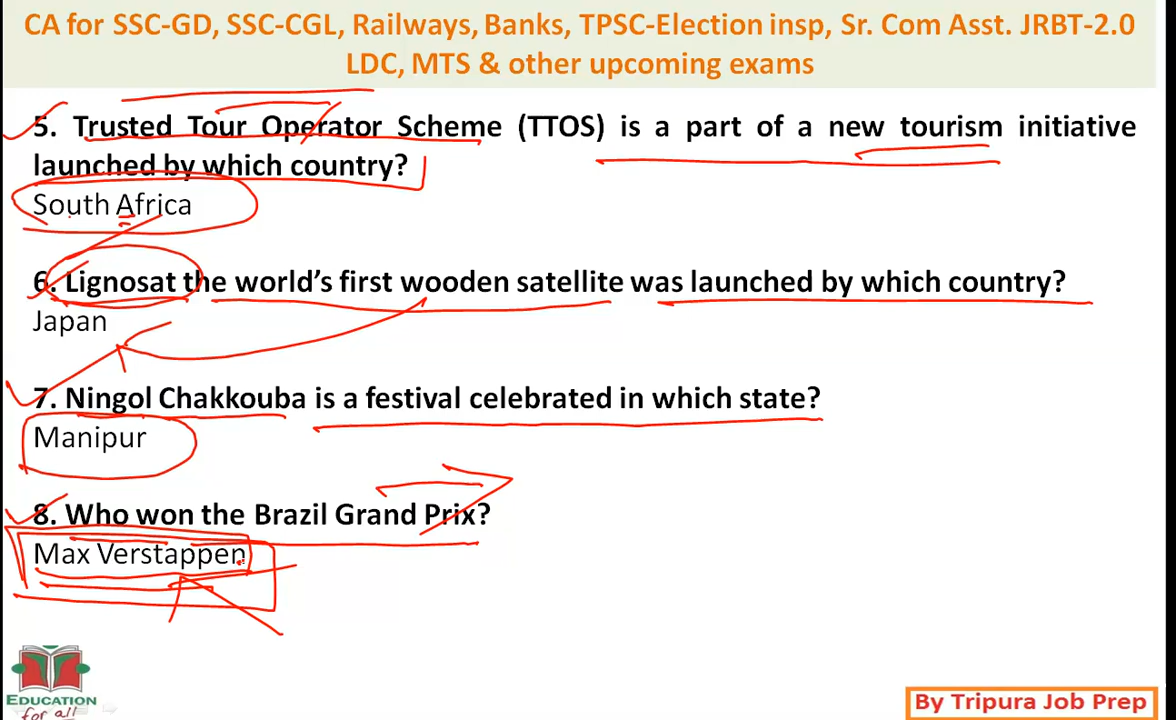 CA for SSC-GD, SSC-CGL, Railways, Banks, TPSC-Election insp, Sr. Com Asst. JRBT-2.0
LDC, MTS & other upcoming exams
5. Trusted Tour Operator Scheme (TTOS) is a part of a new tourism initiative
launched by which country?
South Africa
6. Lignosat the world's first wooden satellite was launched by which country?
Japan
7. Ningol Chakkouba is a festival celebrated in which state?
Manipur
8. Who won the Brazil Grand Prix?
Max Verstappen
EDUCATION
for all
By Tripura Job Prep